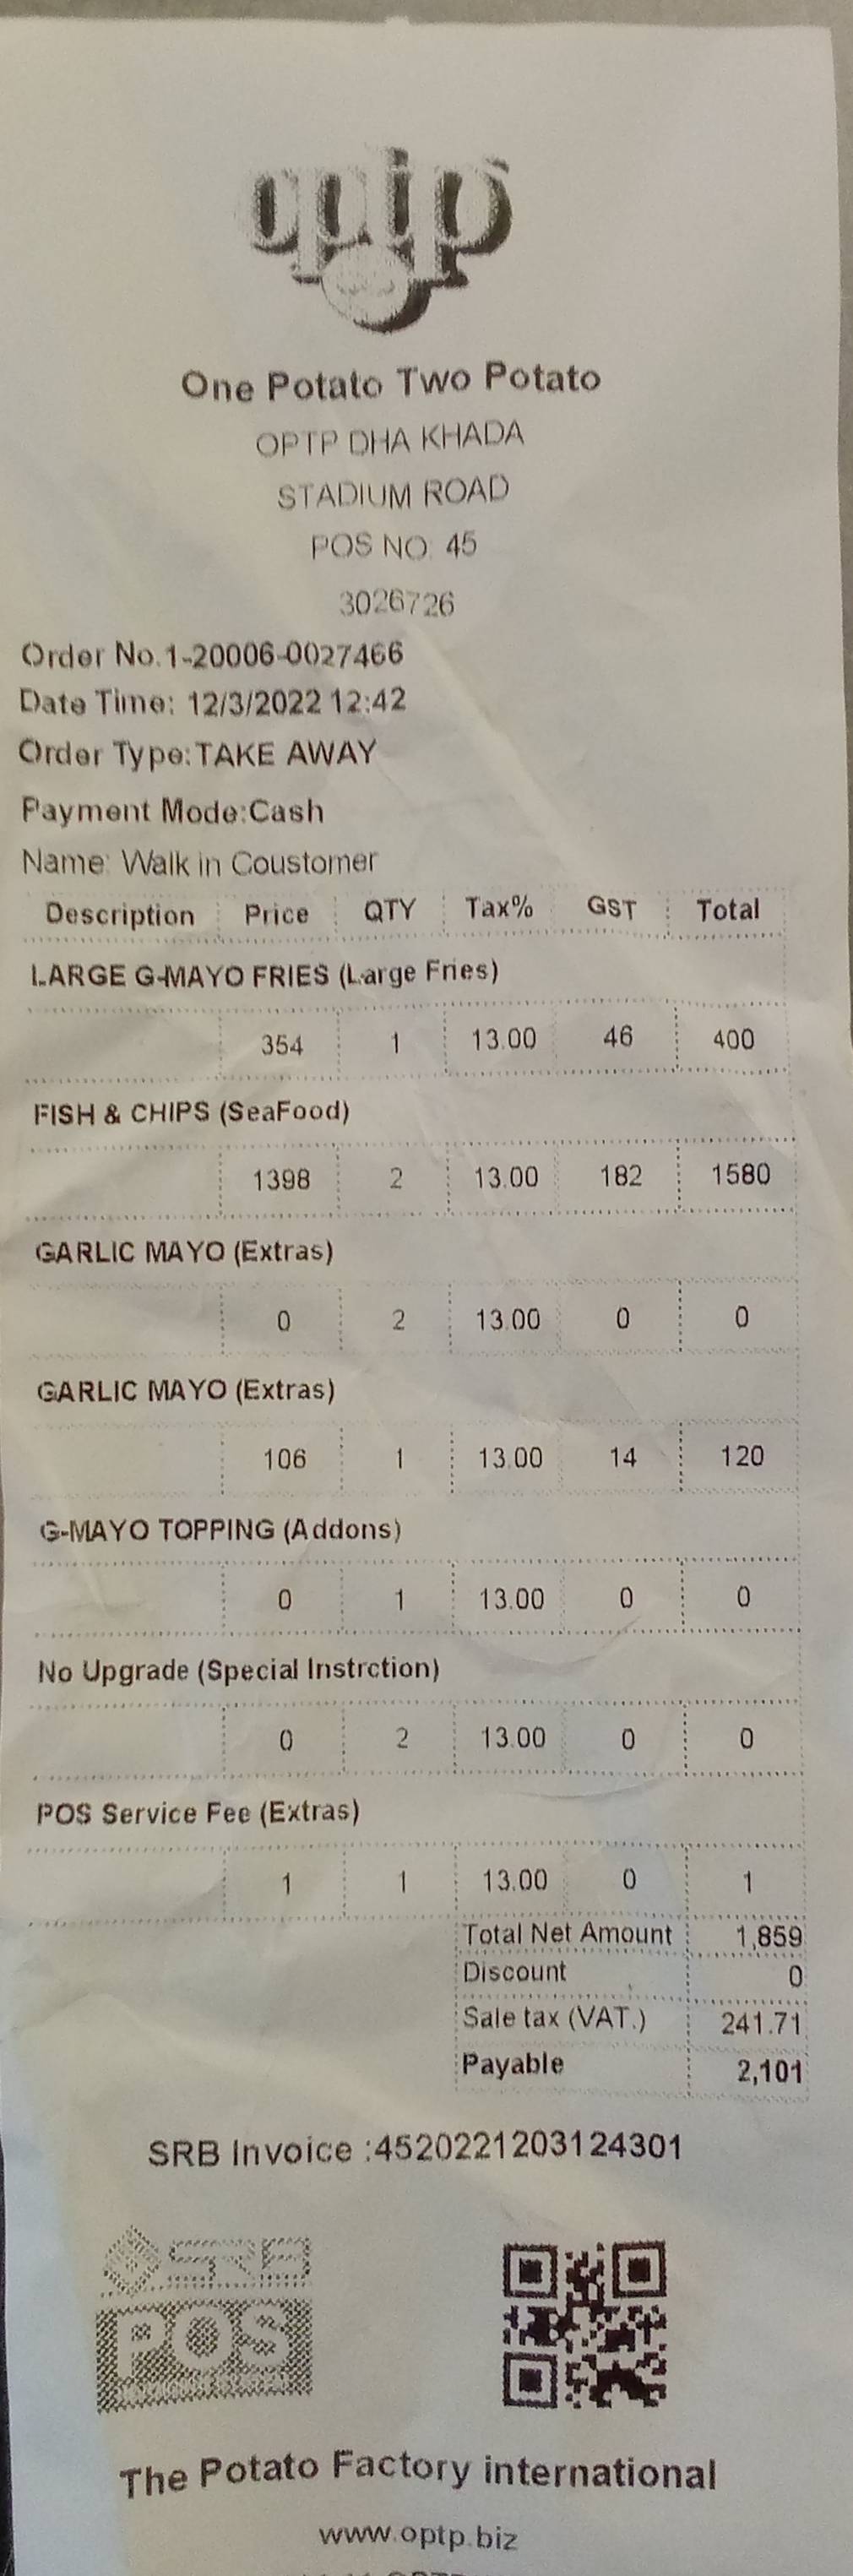 optp
One Potato Two Potato
OPTP DHA KHADA
STADIUM ROAD
POS NO. 45
3026726
Order No.1-20006-0027466
Date Time: 12/3/2022 12:42
Order Type:TAKE AWAY
Payment Mode:Cash
Name: Walk in Coustomer
Description Price QTY Tax% GST Total
LARGE G-MAYO FRIES (Large Fries)
354 1 13.00 46 400
FISH & CHIPS (SeaFood)
1398 2 13.00 182 1580
GARLIC MAYO (Extras)
0 2 13.00 0 0
GARLIC MAYO (Extras)
106 1 13.00 14 120
G-MAYO TOPPING (Addons)
0 1 13.00 0 0
No Upgrade (Special Instrction)
0 2 13.00 0 0
POS Service Fee (Extras)
1 1 13.00 0 1
Total Net Amount 1,859
Discount 0
Sale tax (VAT.) 241.71
Payable 2,101
SRB Invoice :4520221203124301
SRB
POS
The Potato Factory international
www.optp.biz